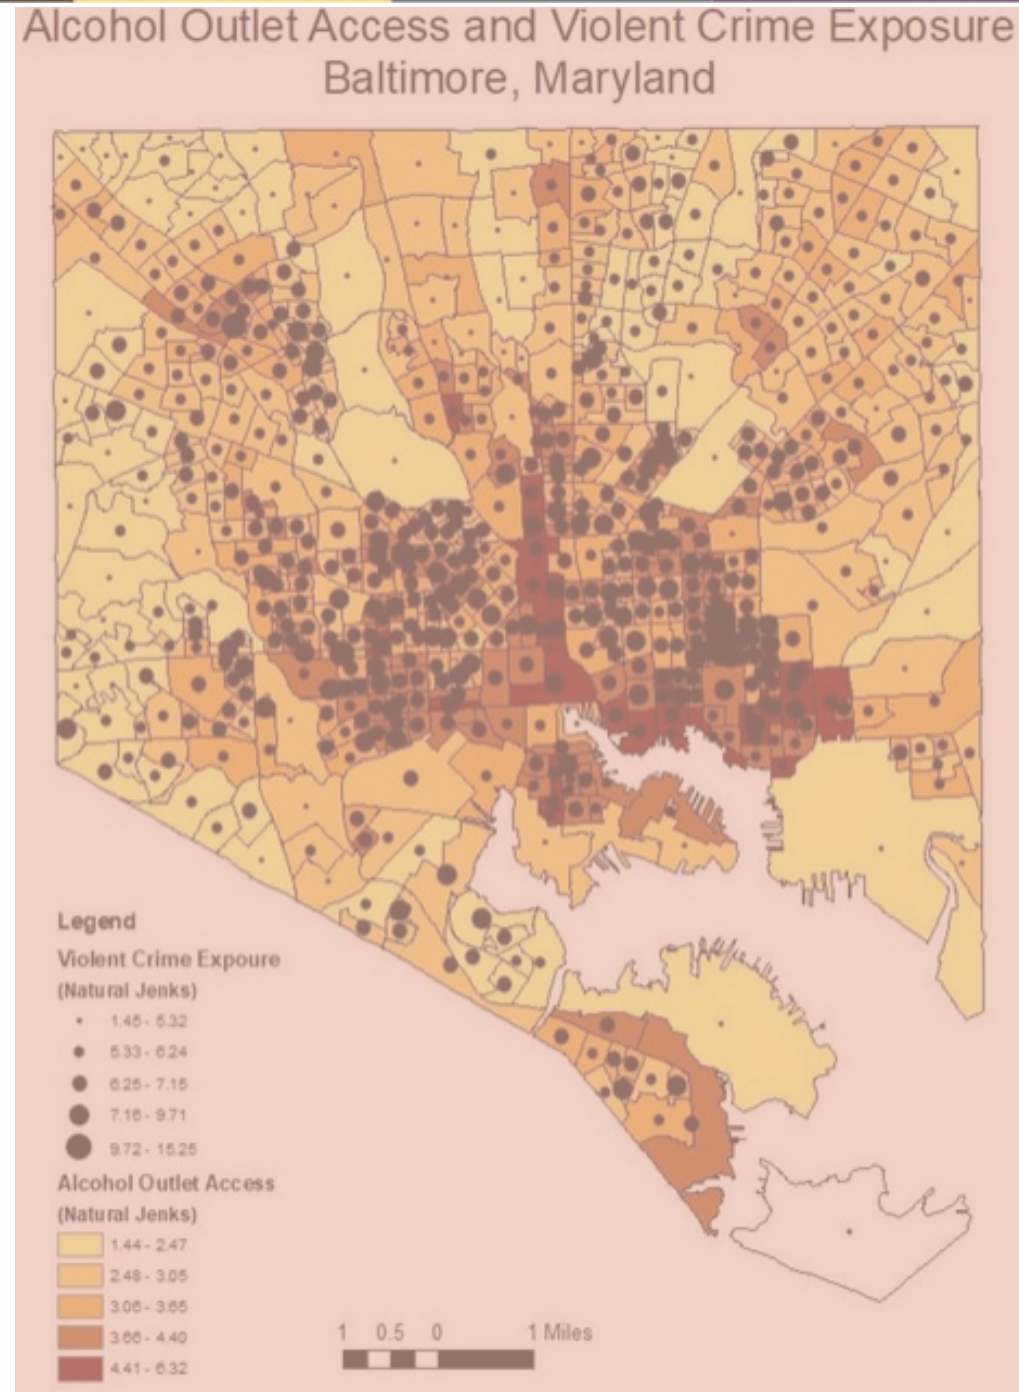 Alcohol Outlet Access and Violent Crime Exposure
Baltimore, Maryland
Legend
Violent Crime Expoure
(Natural Jenks)
1.45 - 5.32
5.33 - 6.24
6.25 - 7.15
7.16 - 9.71
9.72 - 15.25
Alcohol Outlet Access
(Natural Jenks)
1.44 - 2.47
2.48 - 3.05
3.06 - 3.65
3.66 - 4.40
4.41 - 6.32
1 0.5 0 1 Miles